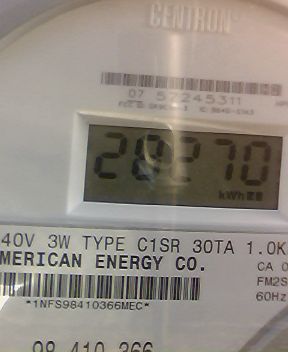 CENTRON
07 57245311
28270
kWh
40V 3W TYPE C1SR 30TA 1.0K
MERICAN ENERGY CO.
CA 0
FM2S
60Hz
*1NFS98410366MEC*
98 410 366